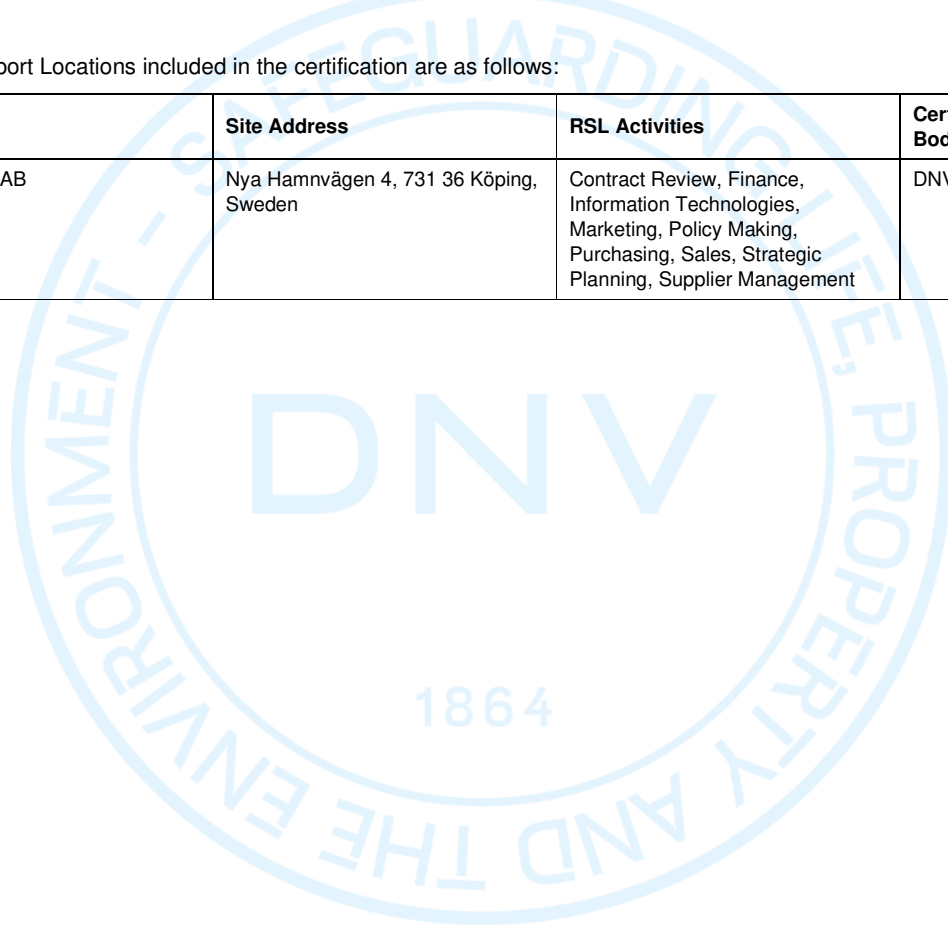 port Locations included in the certification are as follows:
Site Address RSL Activities Cer
Bod
AB Nya Hamnvägen 4, 731 36 Köping, Contract Review, Finance, DNV
Sweden Information Technologies,
Marketing, Policy Making,
Purchasing, Sales, Strategic
Planning, Supplier Management
SAFEGUARDING LIFE, PROPERTY AND THE ENVIRONMENT -
DNV
1864